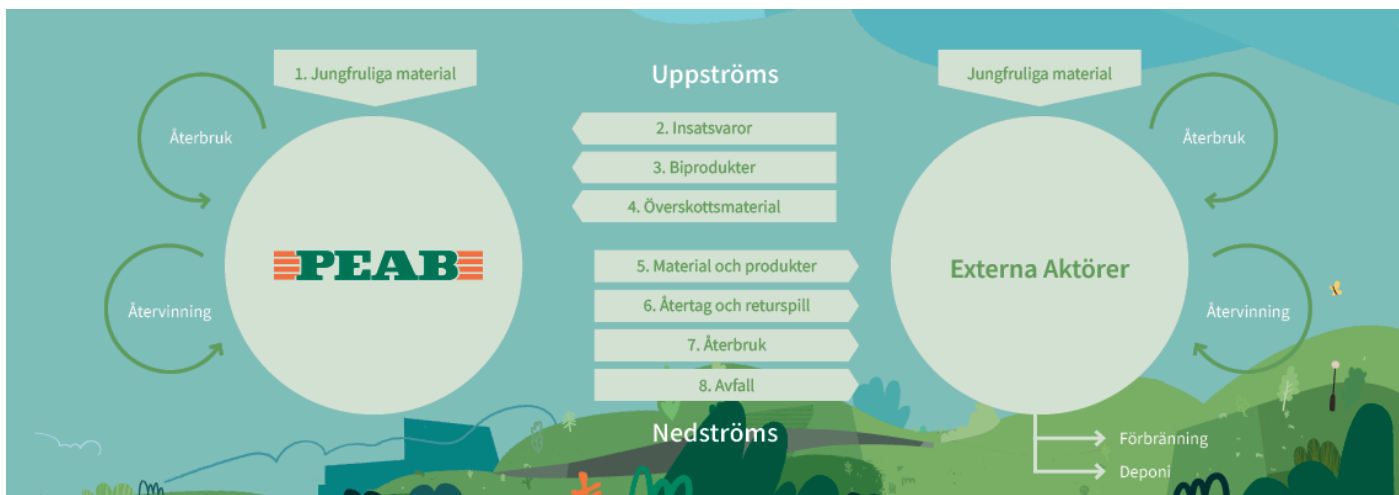 1. Jungfruliga material
Uppströms
Jungfruliga material
Återbruk
2. Insatsvaror
Återbruk
3. Biprodukter
4. Överskottsmaterial
PEAB
5. Material och produkter
Externa Aktörer
6. Återtag och returspill
Återvinning
Återvinning
7. Återbruk
8. Avfall
Nedströms
Förbränning
Deponi